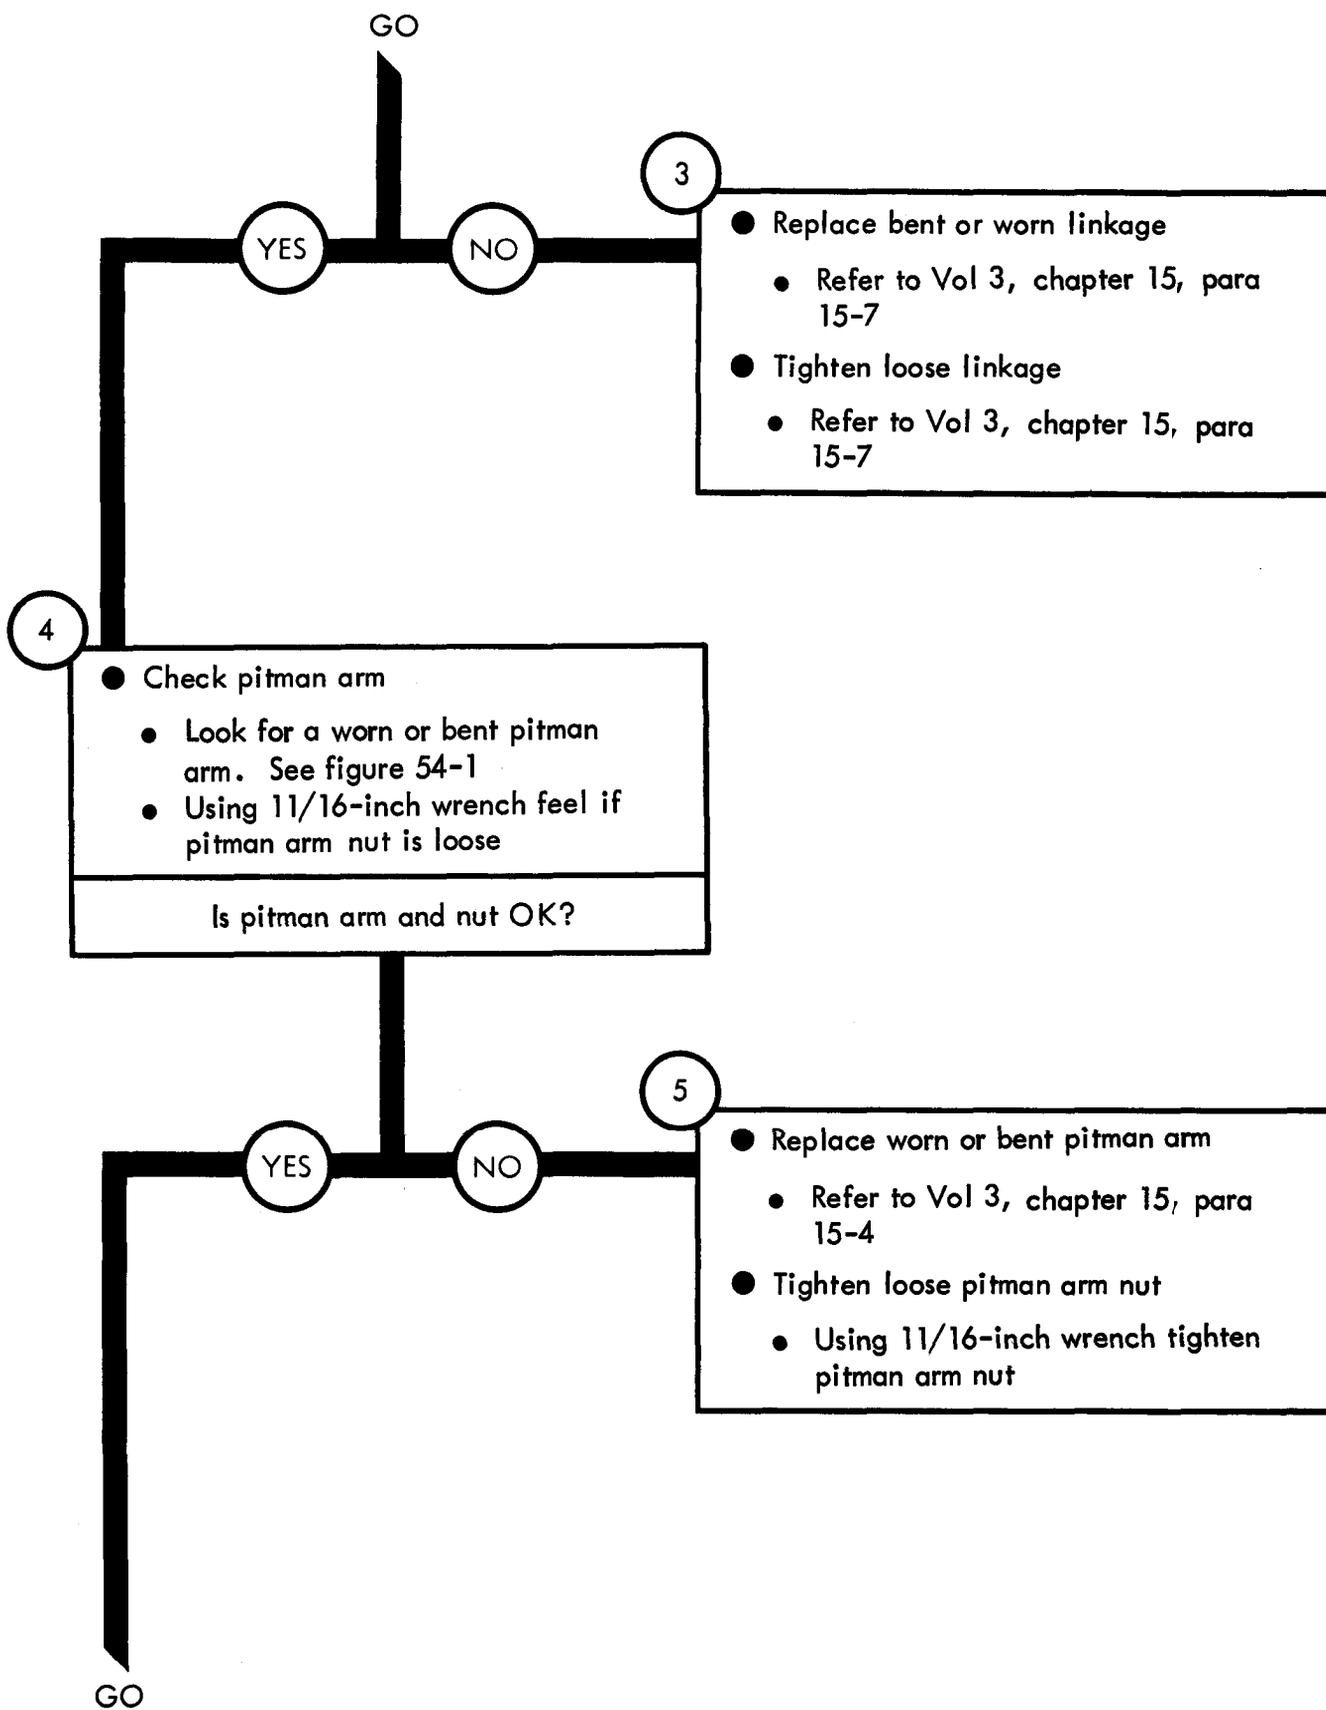 GO
YES
NO
3
● Replace bent or worn linkage
● Refer to Vol 3, chapter 15, para
15-7
● Tighten loose linkage
● Refer to Vol 3, chapter 15, para
15-7
4
● Check pitman arm
● Look for a worn or bent pitman
arm. See figure 54-1
● Using 11/16-inch wrench feel if
pitman arm nut is loose
Is pitman arm and nut OK?
YES
NO
5
● Replace worn or bent pitman arm
● Refer to Vol 3, chapter 15, para
15-4
● Tighten loose pitman arm nut
● Using 11/16-inch wrench tighten
pitman arm nut
GO